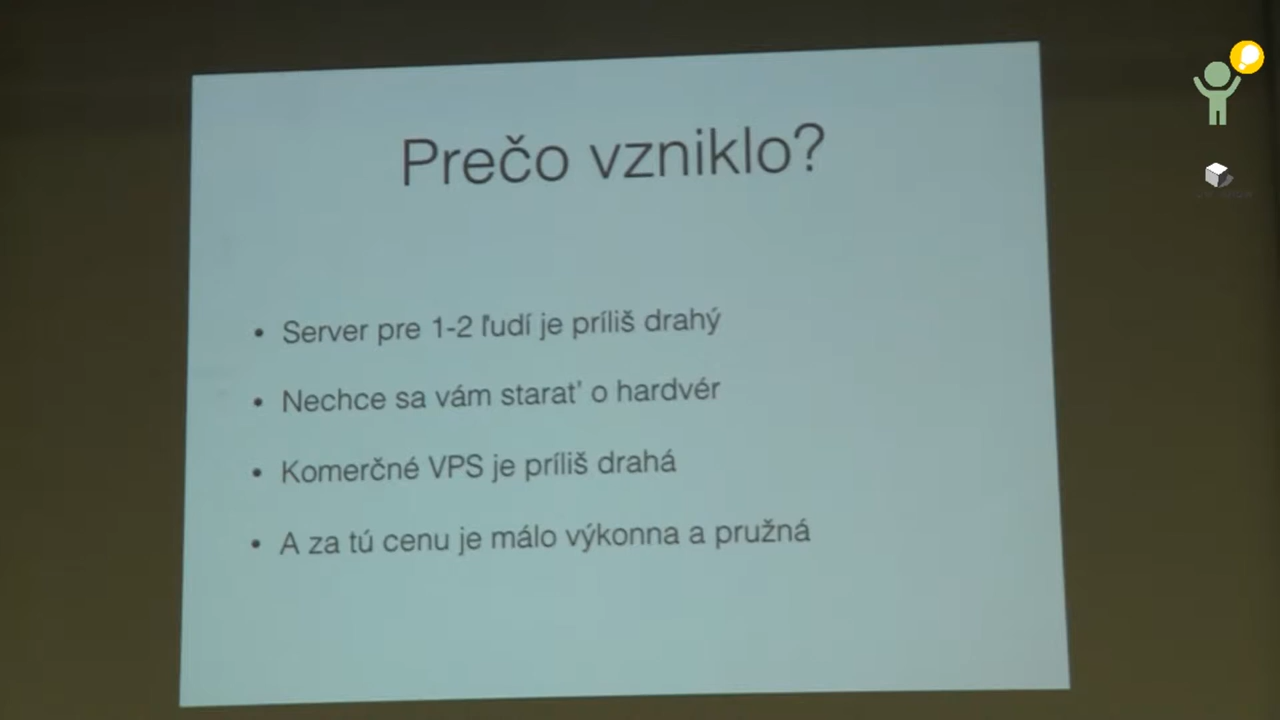 Prečo vzniklo?
• Server pre 1-2 ľudí je príliš drahý
• Nechce sa vám starat' o hardvér
• Komerčné VPS je príliš drahá
• A za tú cenu je málo výkonna a pružná